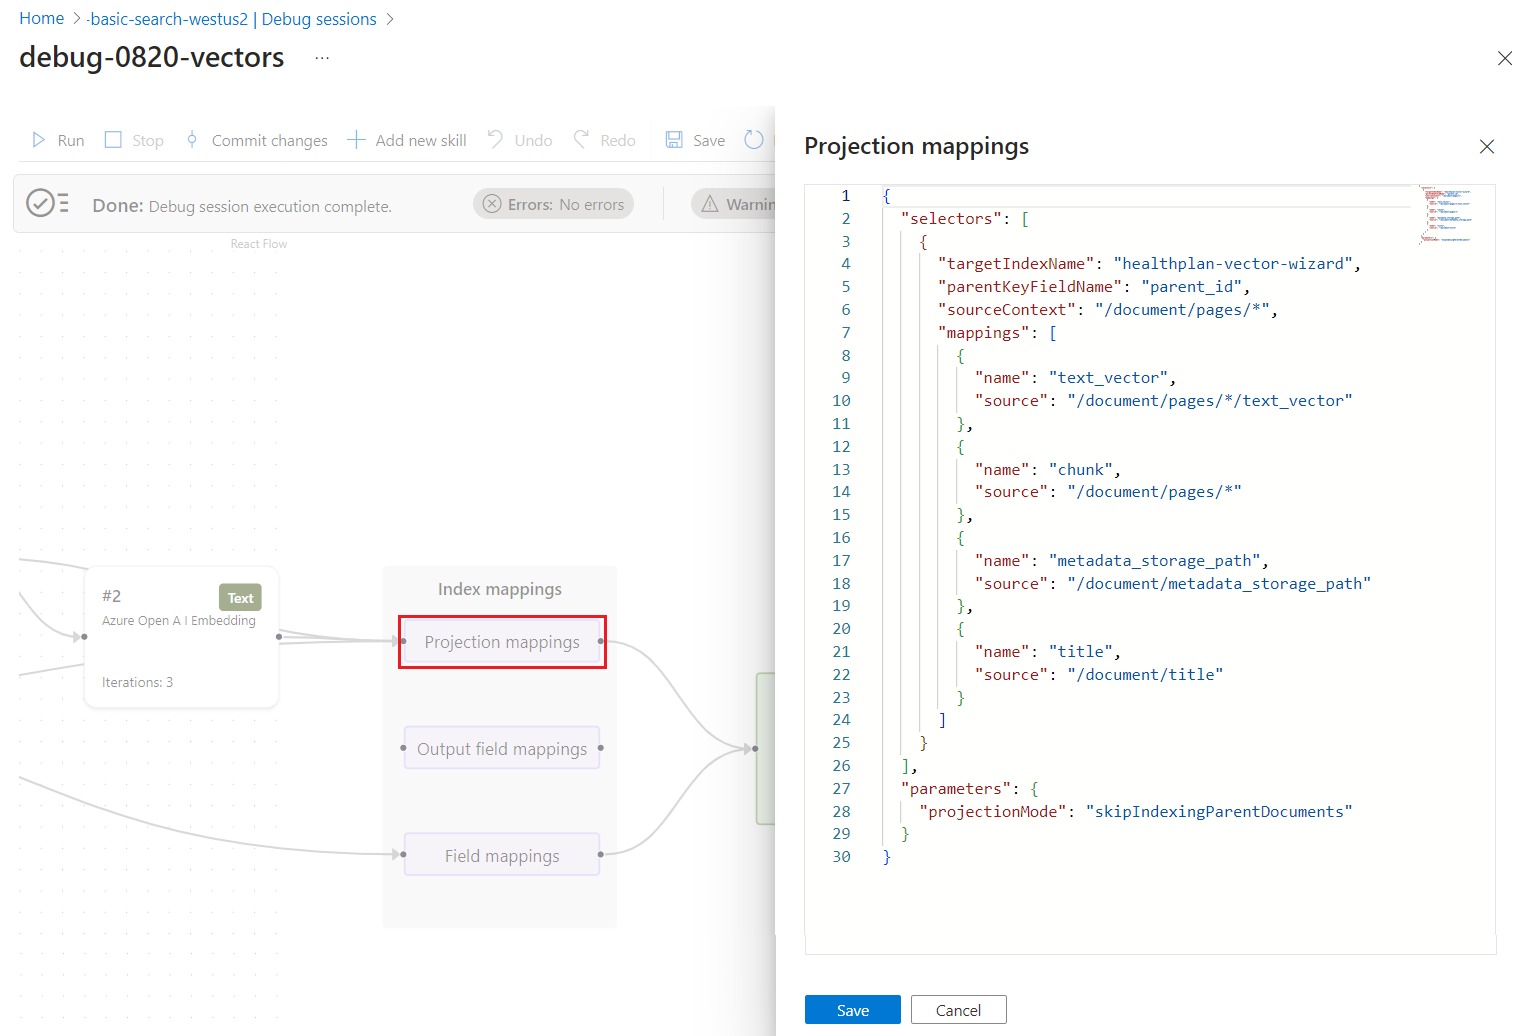 Home > -basic-search-westus2 | Debug sessions >
debug-0820-vectors ...
Run Stop Commit changes Add new skill Undo Redo Save
Done: Debug session execution complete. Errors: No errors
React Flow
#2 Text
Azure Open A I Embedding
Iterations: 3
Index mappings
Projection mappings
Output field mappings
Field mappings
Projection mappings
1 {
2 "selectors": [
3 {
4 "targetIndexName": "healthplan-vector-wizard",
5 "parentKeyFieldName": "parent_id",
6 "sourceContext": "/document/pages/*",
7 "mappings": [
8 {
9 "name": "text_vector",
10 "source": "/document/pages/*/text_vector"
11 },
12 {
13 "name": "chunk",
14 "source": "/document/pages/*"
15 },
16 {
17 "name": "metadata_storage_path",
18 "source": "/document/metadata_storage_path"
19 },
20 {
21 "name": "title",
22 "source": "/document/title"
23 }
24 ]
25 }
26 ],
27 "parameters": {
28 "projectionMode": "skipIndexingParentDocuments"
29 }
30 }
Save Cancel